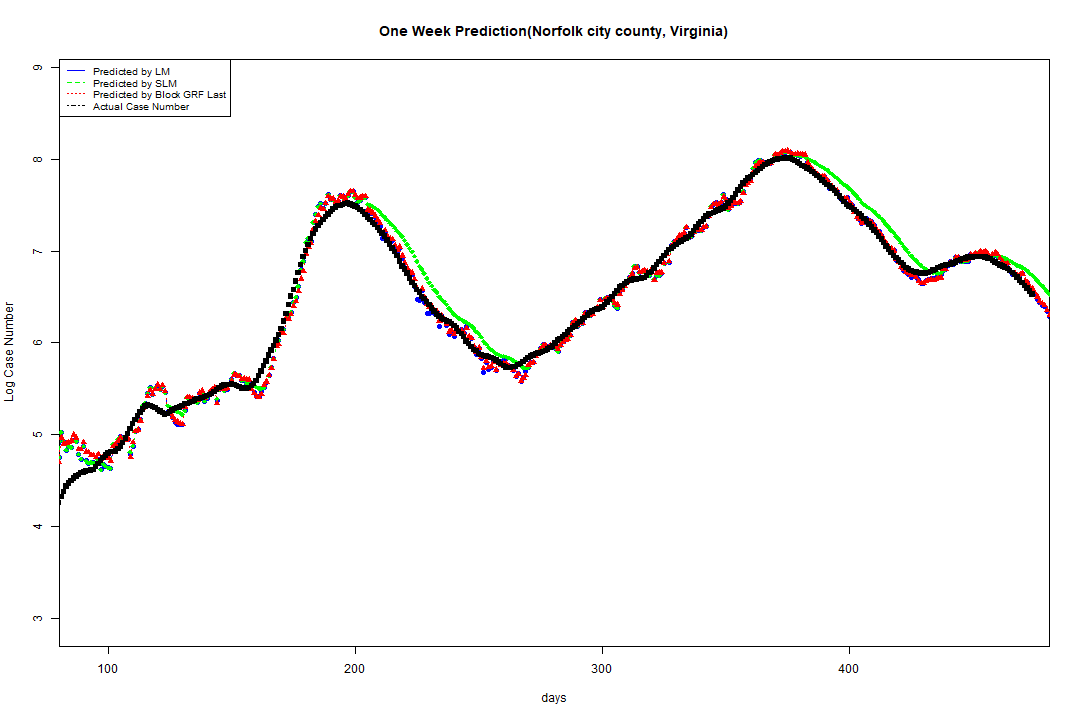 One Week Prediction(Norfolk city county, Virginia)
9
8
7
6
5
4
3
Log Case Number
Predicted by LM
Predicted by SLM
Predicted by Block GRF Last
Actual Case Number
100
200
300
400
days